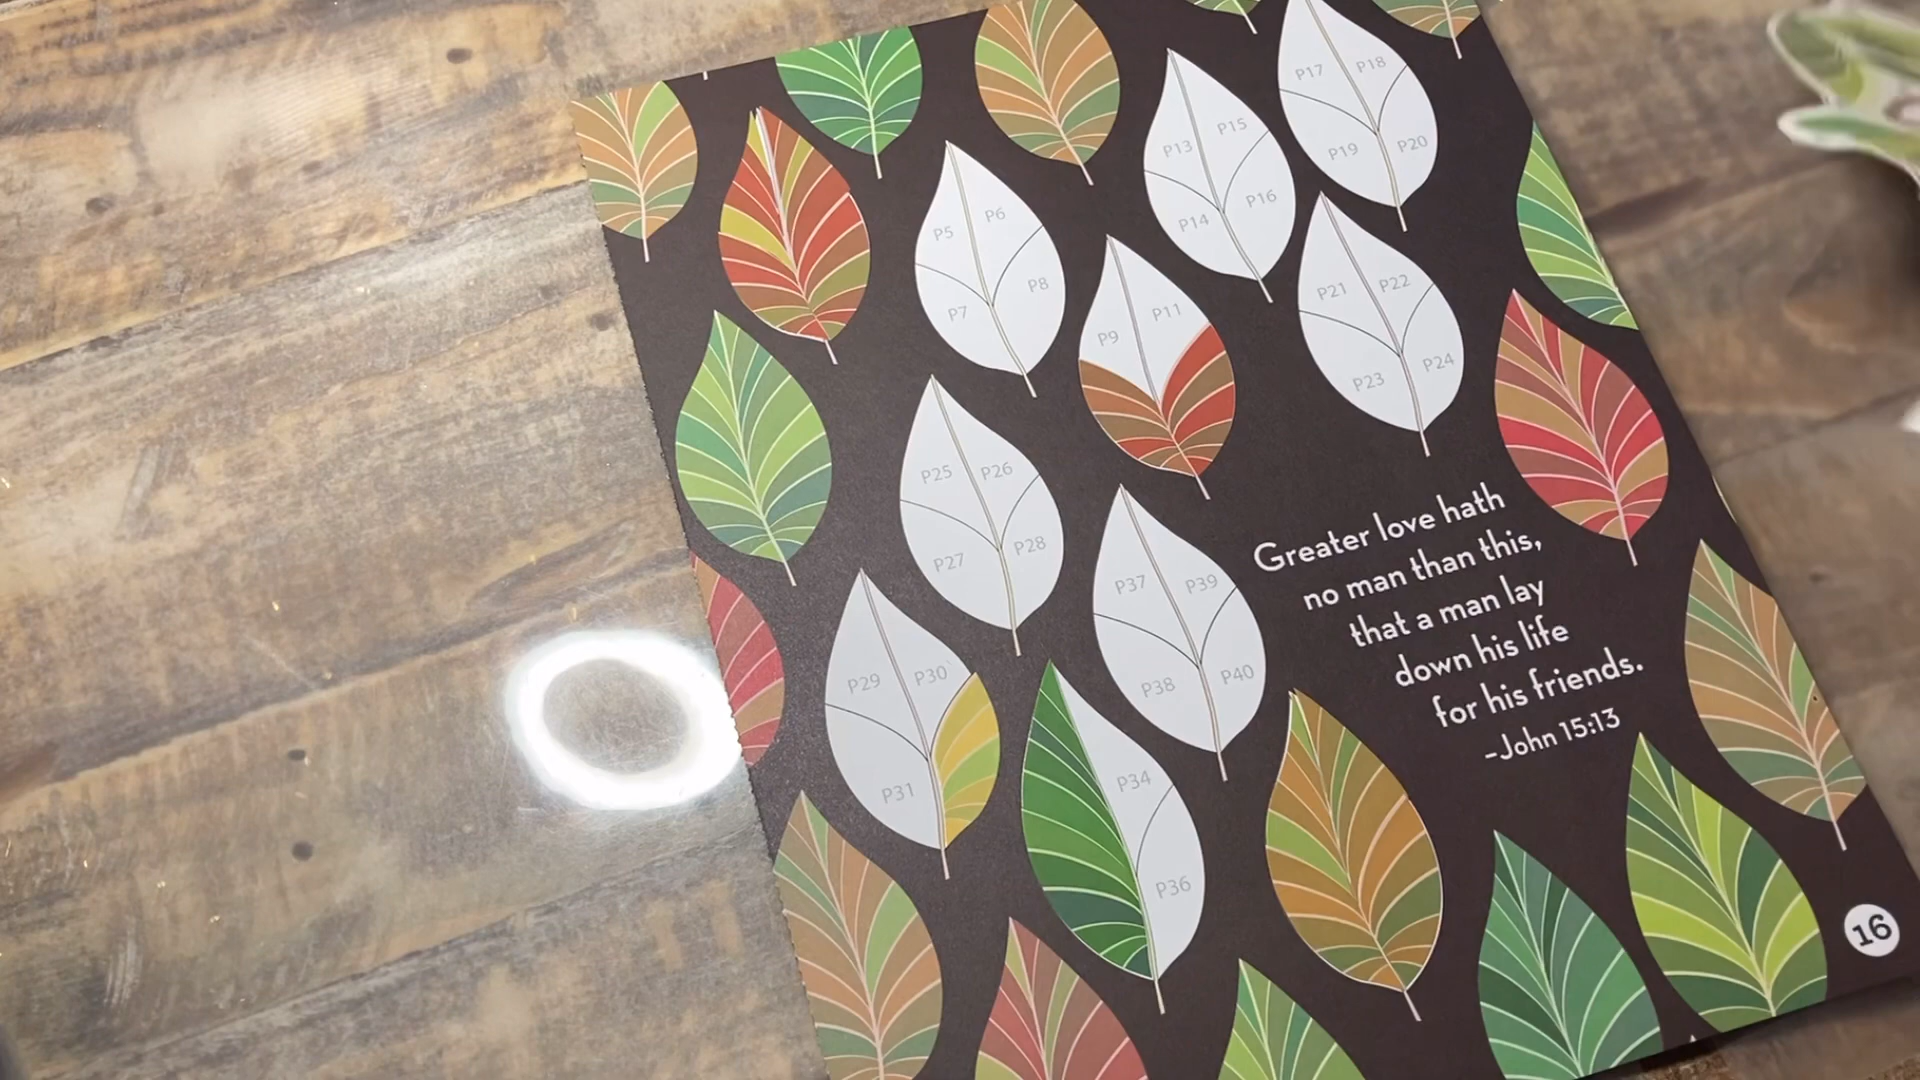 P17 P18
P19 P20
P13 P15
P14 P16
P5 P6
P7 P8
P9 P11
P21 P22
P23 P24
P25 P26
P27 P28
P37 P39
P38 P40
P29 P30
P31
P34
P36
Greater love hath
no man than this,
that a man lay
down his life
for his friends.
-John 15:13
16